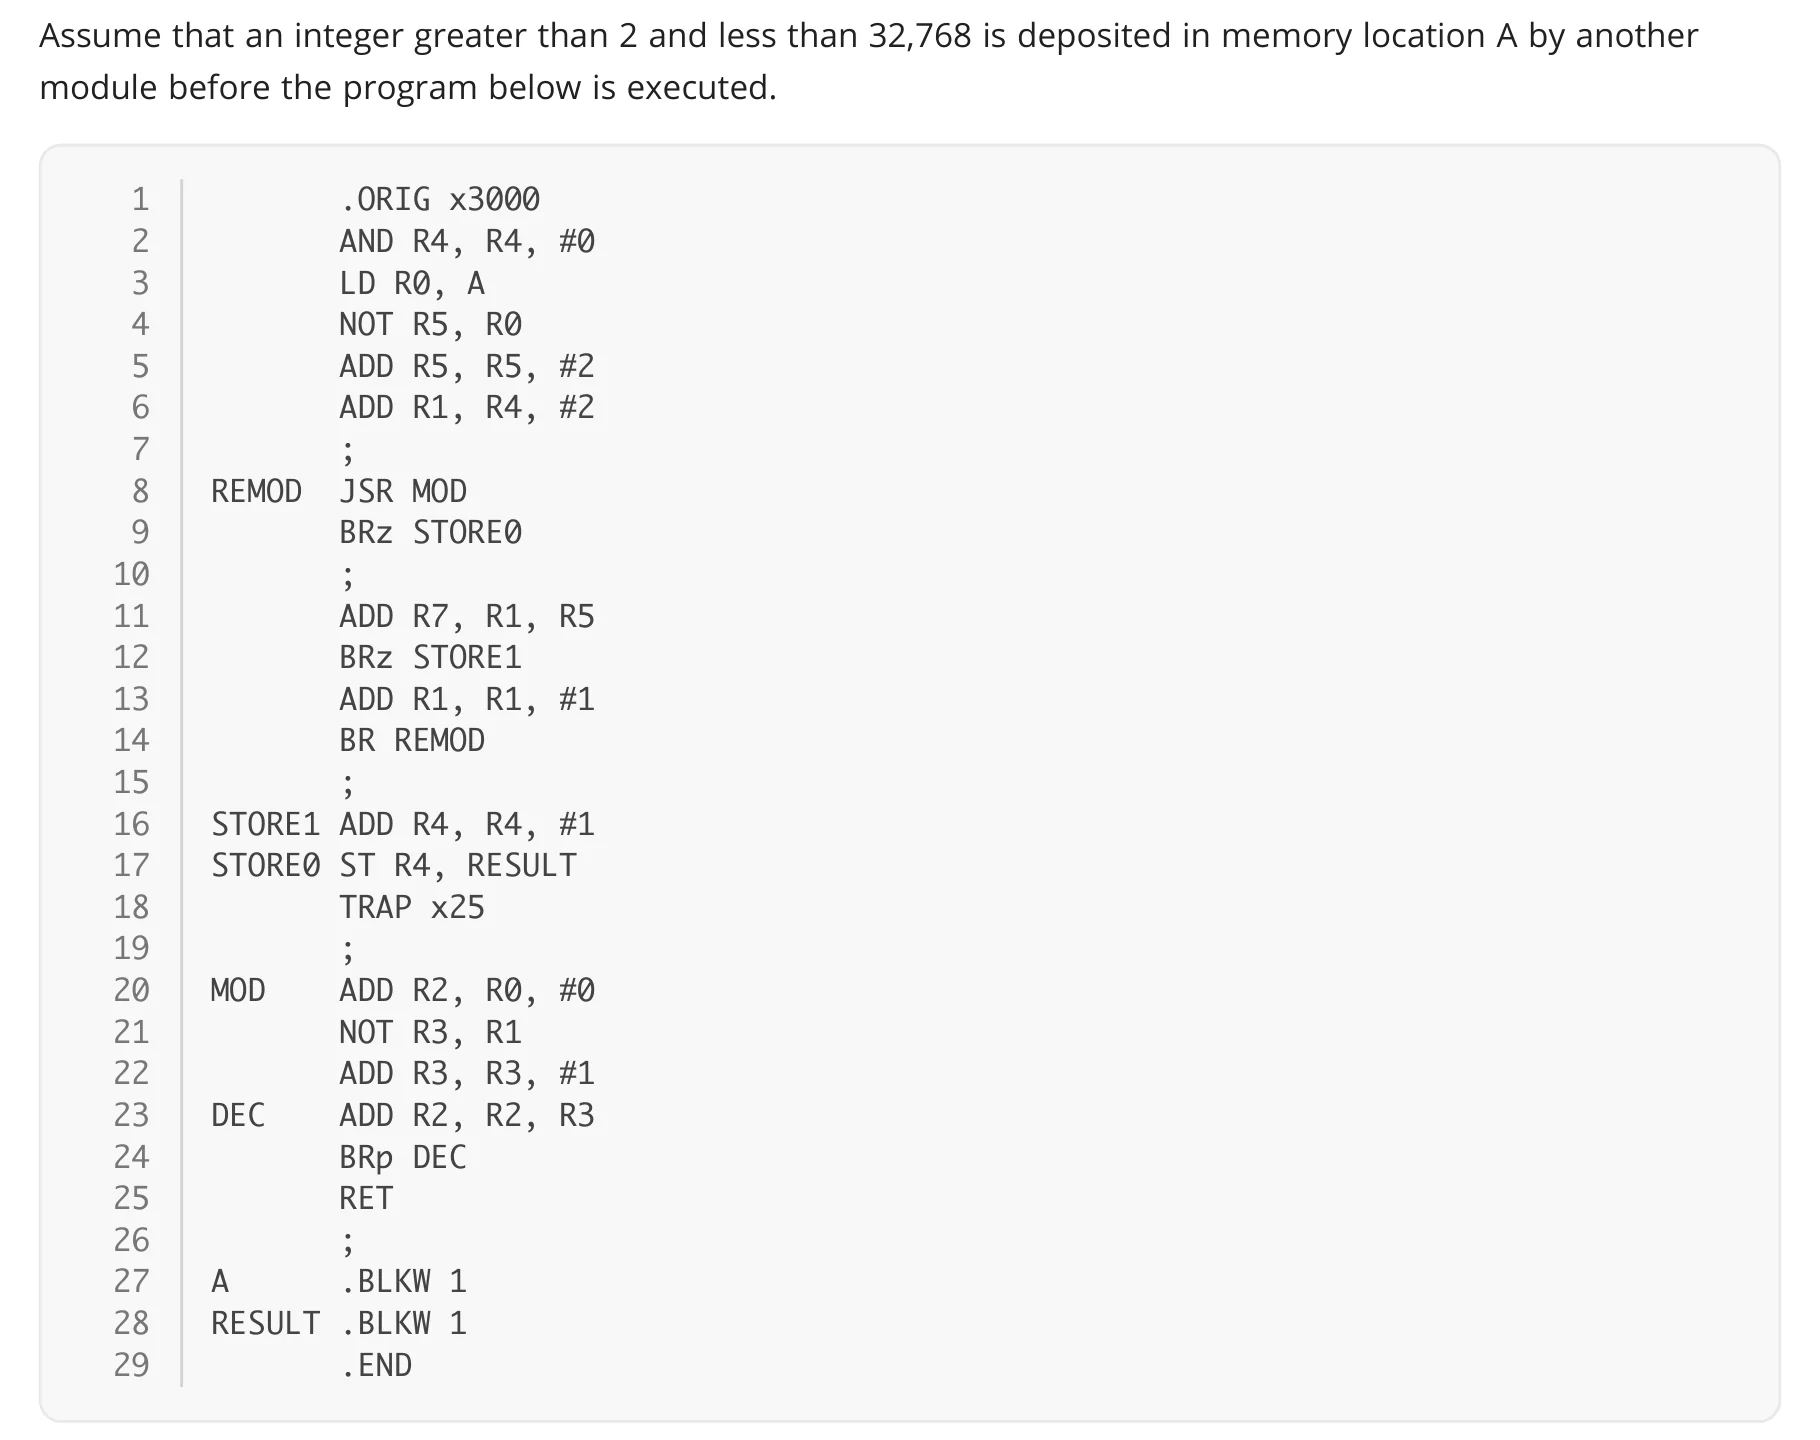 Assume that an integer greater than 2 and less than 32,768 is deposited in memory location A by another
module before the program below is executed.
1 .ORIG x3000
2 AND R4, R4, #0
3 LD R0, A
4 NOT R5, R0
5 ADD R5, R5, #2
6 ADD R1, R4, #2
7 ;
8 REMOD JSR MOD
9 BRz STORE0
10 ;
11 ADD R7, R1, R5
12 BRz STORE1
13 ADD R1, R1, #1
14 BR REMOD
15 ;
16 STORE1 ADD R4, R4, #1
17 STORE0 ST R4, RESULT
18 TRAP x25
19 ;
20 MOD ADD R2, R0, #0
21 NOT R3, R1
22 ADD R3, R3, #1
23 DEC ADD R2, R2, R3
24 BRp DEC
25 RET
26 ;
27 A .BLKW 1
28 RESULT .BLKW 1
29 .END